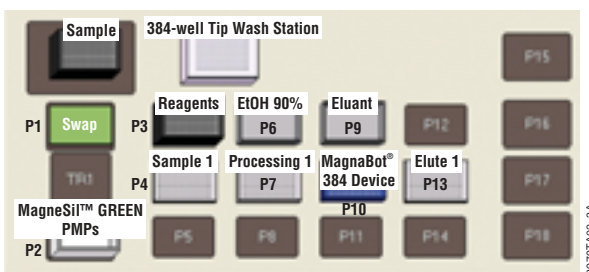 Sample
384-well Tip Wash Station
P15
Reagents
EtOH 90%
Eluant
P1
Swap
P3
P6
P9
P12
P16
Sample 1
Processing 1
MagnaBot®
384 Device
Elute 1
TR1
P4
P7
P13
P17
MagneSil™ GREEN
PMPs
P10
P2
P5
P8
P11
P14
P18